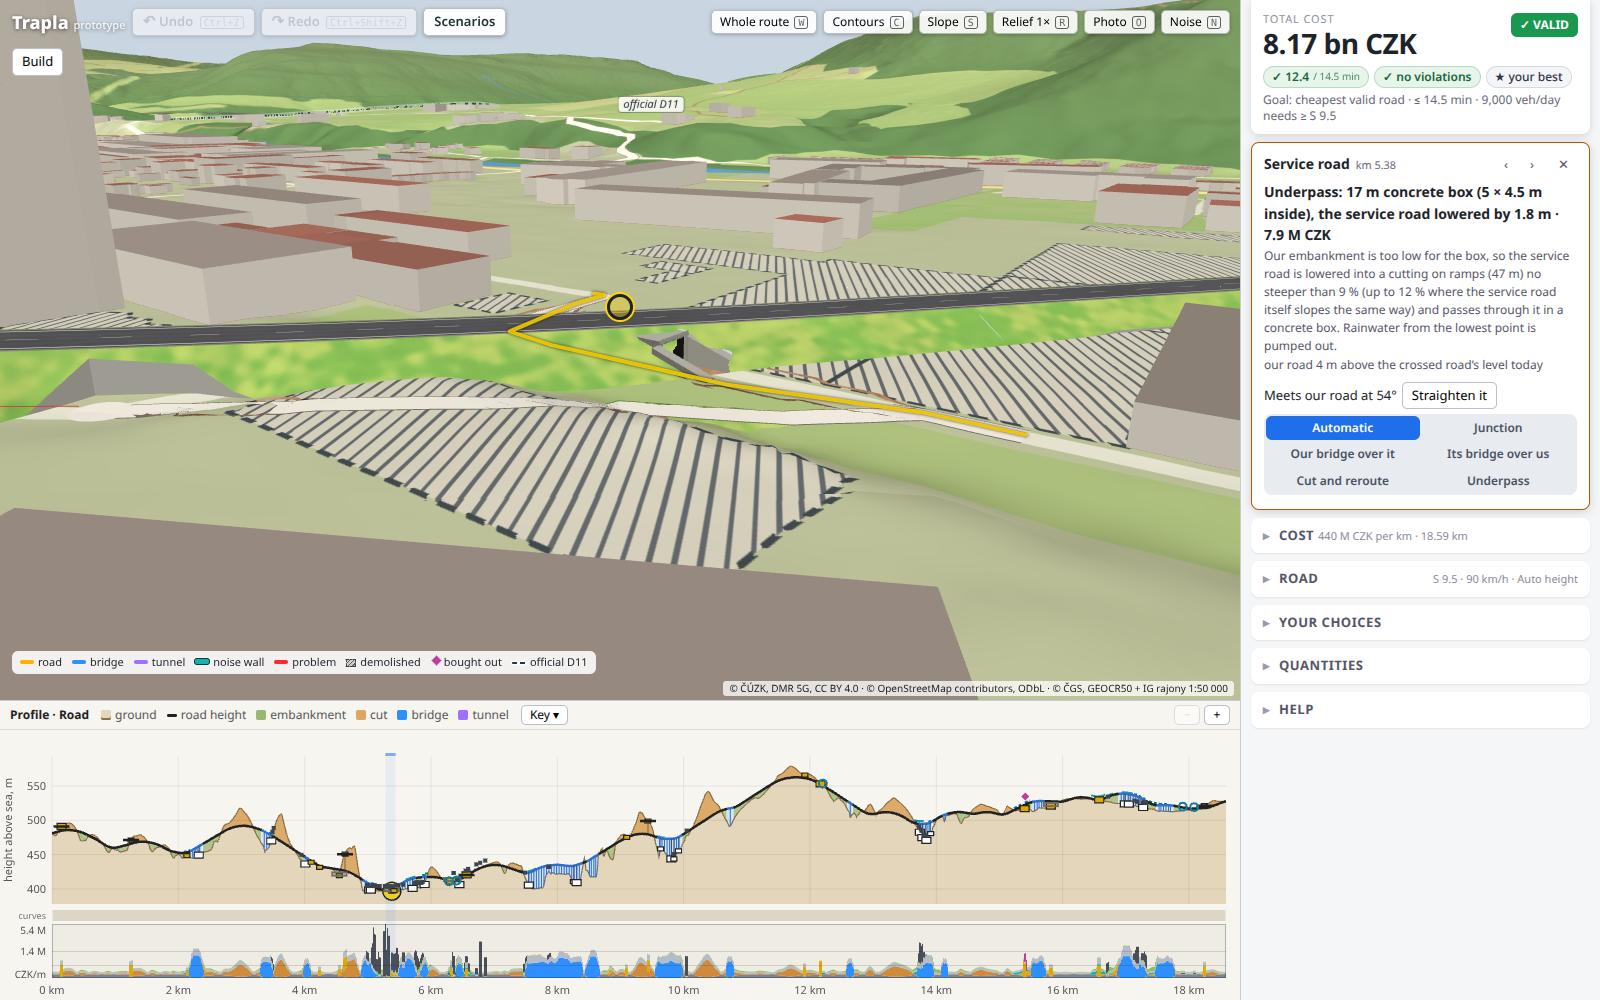 Trapla prototype
↶ Undo Ctrl+Z
↷ Redo Ctrl+Shift+Z
Scenarios
Whole route W
Contours C
Slope S
Relief 1× R
Photo O
Noise N
Build
official D11
road
bridge
tunnel
noise wall
problem
demolished
bought out
official D11
© ČÚZK, DMR 5G, CC BY 4.0 · © OpenStreetMap contributors, ODbL · © ČGS, GEOCR50 + IG rajony 1:50 000
TOTAL COST
8.17 bn CZK
✓ VALID
✓ 12.4 / 14.5 min
✓ no violations
★ your best
Goal: cheapest valid road · ≤ 14.5 min · 9,000 veh/day
needs ≥ S 9.5
Service road km 5.38
‹ › ✕
Underpass: 17 m concrete box (5 × 4.5 m
inside), the service road lowered by 1.8 m ·
7.9 M CZK
Our embankment is too low for the box, so the service
road is lowered into a cutting on ramps (47 m) no
steeper than 9 % (up to 12 % where the service road
itself slopes the same way) and passes through it in a
concrete box. Rainwater from the lowest point is
pumped out.
our road 4 m above the crossed road's level today
Meets our road at 54° Straighten it
Automatic
Junction
Our bridge over it
Its bridge over us
Cut and reroute
Underpass
▶ COST 440 M CZK per km · 18.59 km
▶ ROAD S 9.5 · 90 km/h · Auto height
▶ YOUR CHOICES
▶ QUANTITIES
▶ HELP
Profile · Road
ground
road height
embankment
cut
bridge
tunnel
Key ▾
− +
height above sea, m
550
500
450
400
curves
5.4 M
1.4 M
CZK/m
0 km
2 km
4 km
6 km
8 km
10 km
12 km
14 km
16 km
18 km